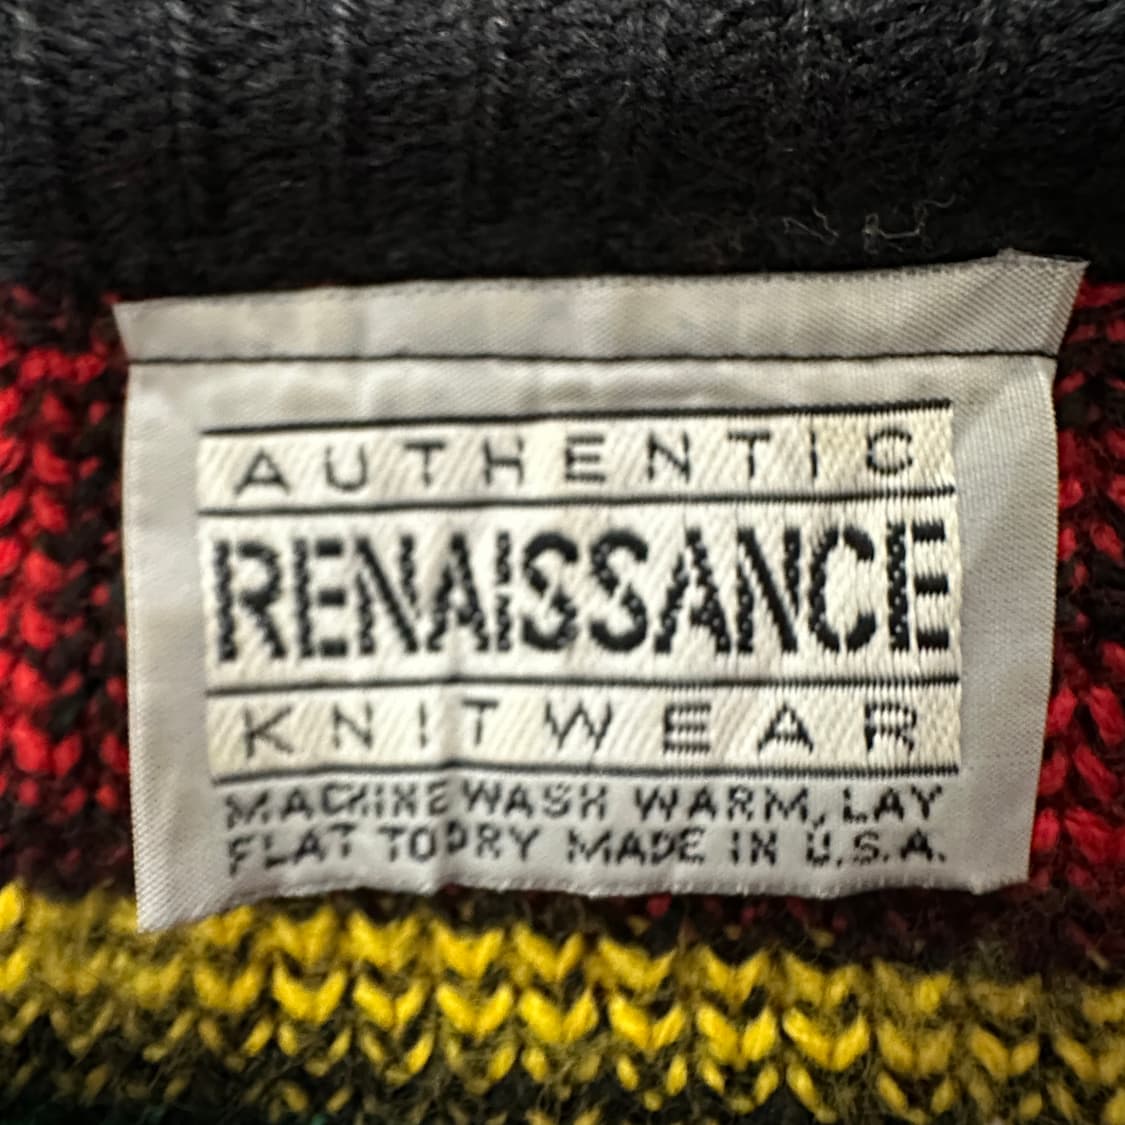 AUTHENTiC
RENAISSANCE
KNITWEAR
MACHINE WASH WARM, LAY
FLAT TO DRY MADE IN U.S.A.